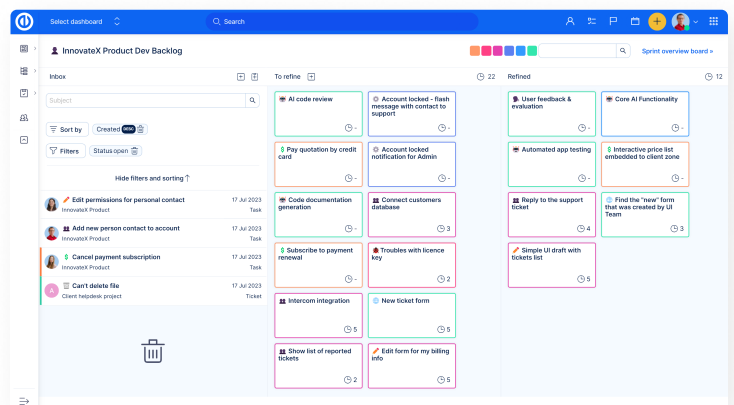 Select dashboard
Search
InnovateX Product Dev Backlog
Sprint overview board »
Inbox
To refine
22
Refined
12
Subject
Sort by
Created DESC
Filters
Status open
Hide filters and sorting
Edit permissions for personal contact
17 Jul 2023
InnovateX Product
Task
Add new person contact to account
17 Jul 2023
InnovateX Product
Task
Cancel payment subscription
17 Jul 2023
InnovateX Product
Task
A
Can't delete file
17 Jul 2023
Client helpdesk project
Ticket
AI code review
-
Account locked - flash
message with contact to
support
-
Pay quotation by credit
card
-
Account locked
notification for Admin
-
Code documentation
generation
-
Connect customers
database
3
Subscribe to payment
renewal
-
Troubles with licence
key
2
Intercom integration
5
New ticket form
5
Show list of reported
tickets
2
Edit form for my billing
info
5
User feedback &
evaluation
-
Core AI Functionality
-
Automated app testing
-
Interactive price list
embedded to client zone
-
Reply to the support
ticket
4
Find the "new" form
that was created by UI
Team
3
Simple UI draft with
tickets list
5